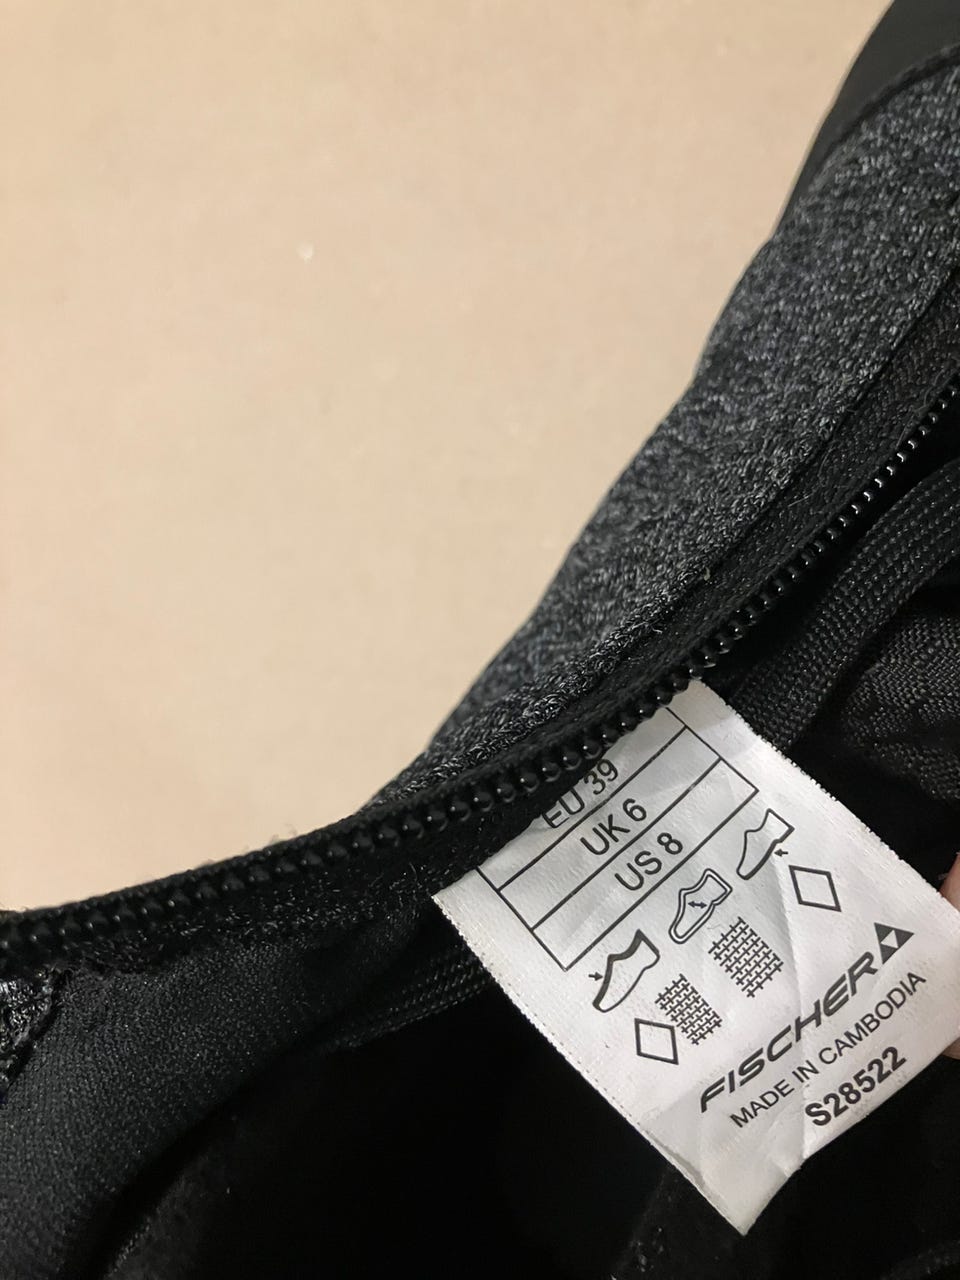 EU 39
UK 6
US 8
FISCHER
MADE IN CAMBODIA
S28522